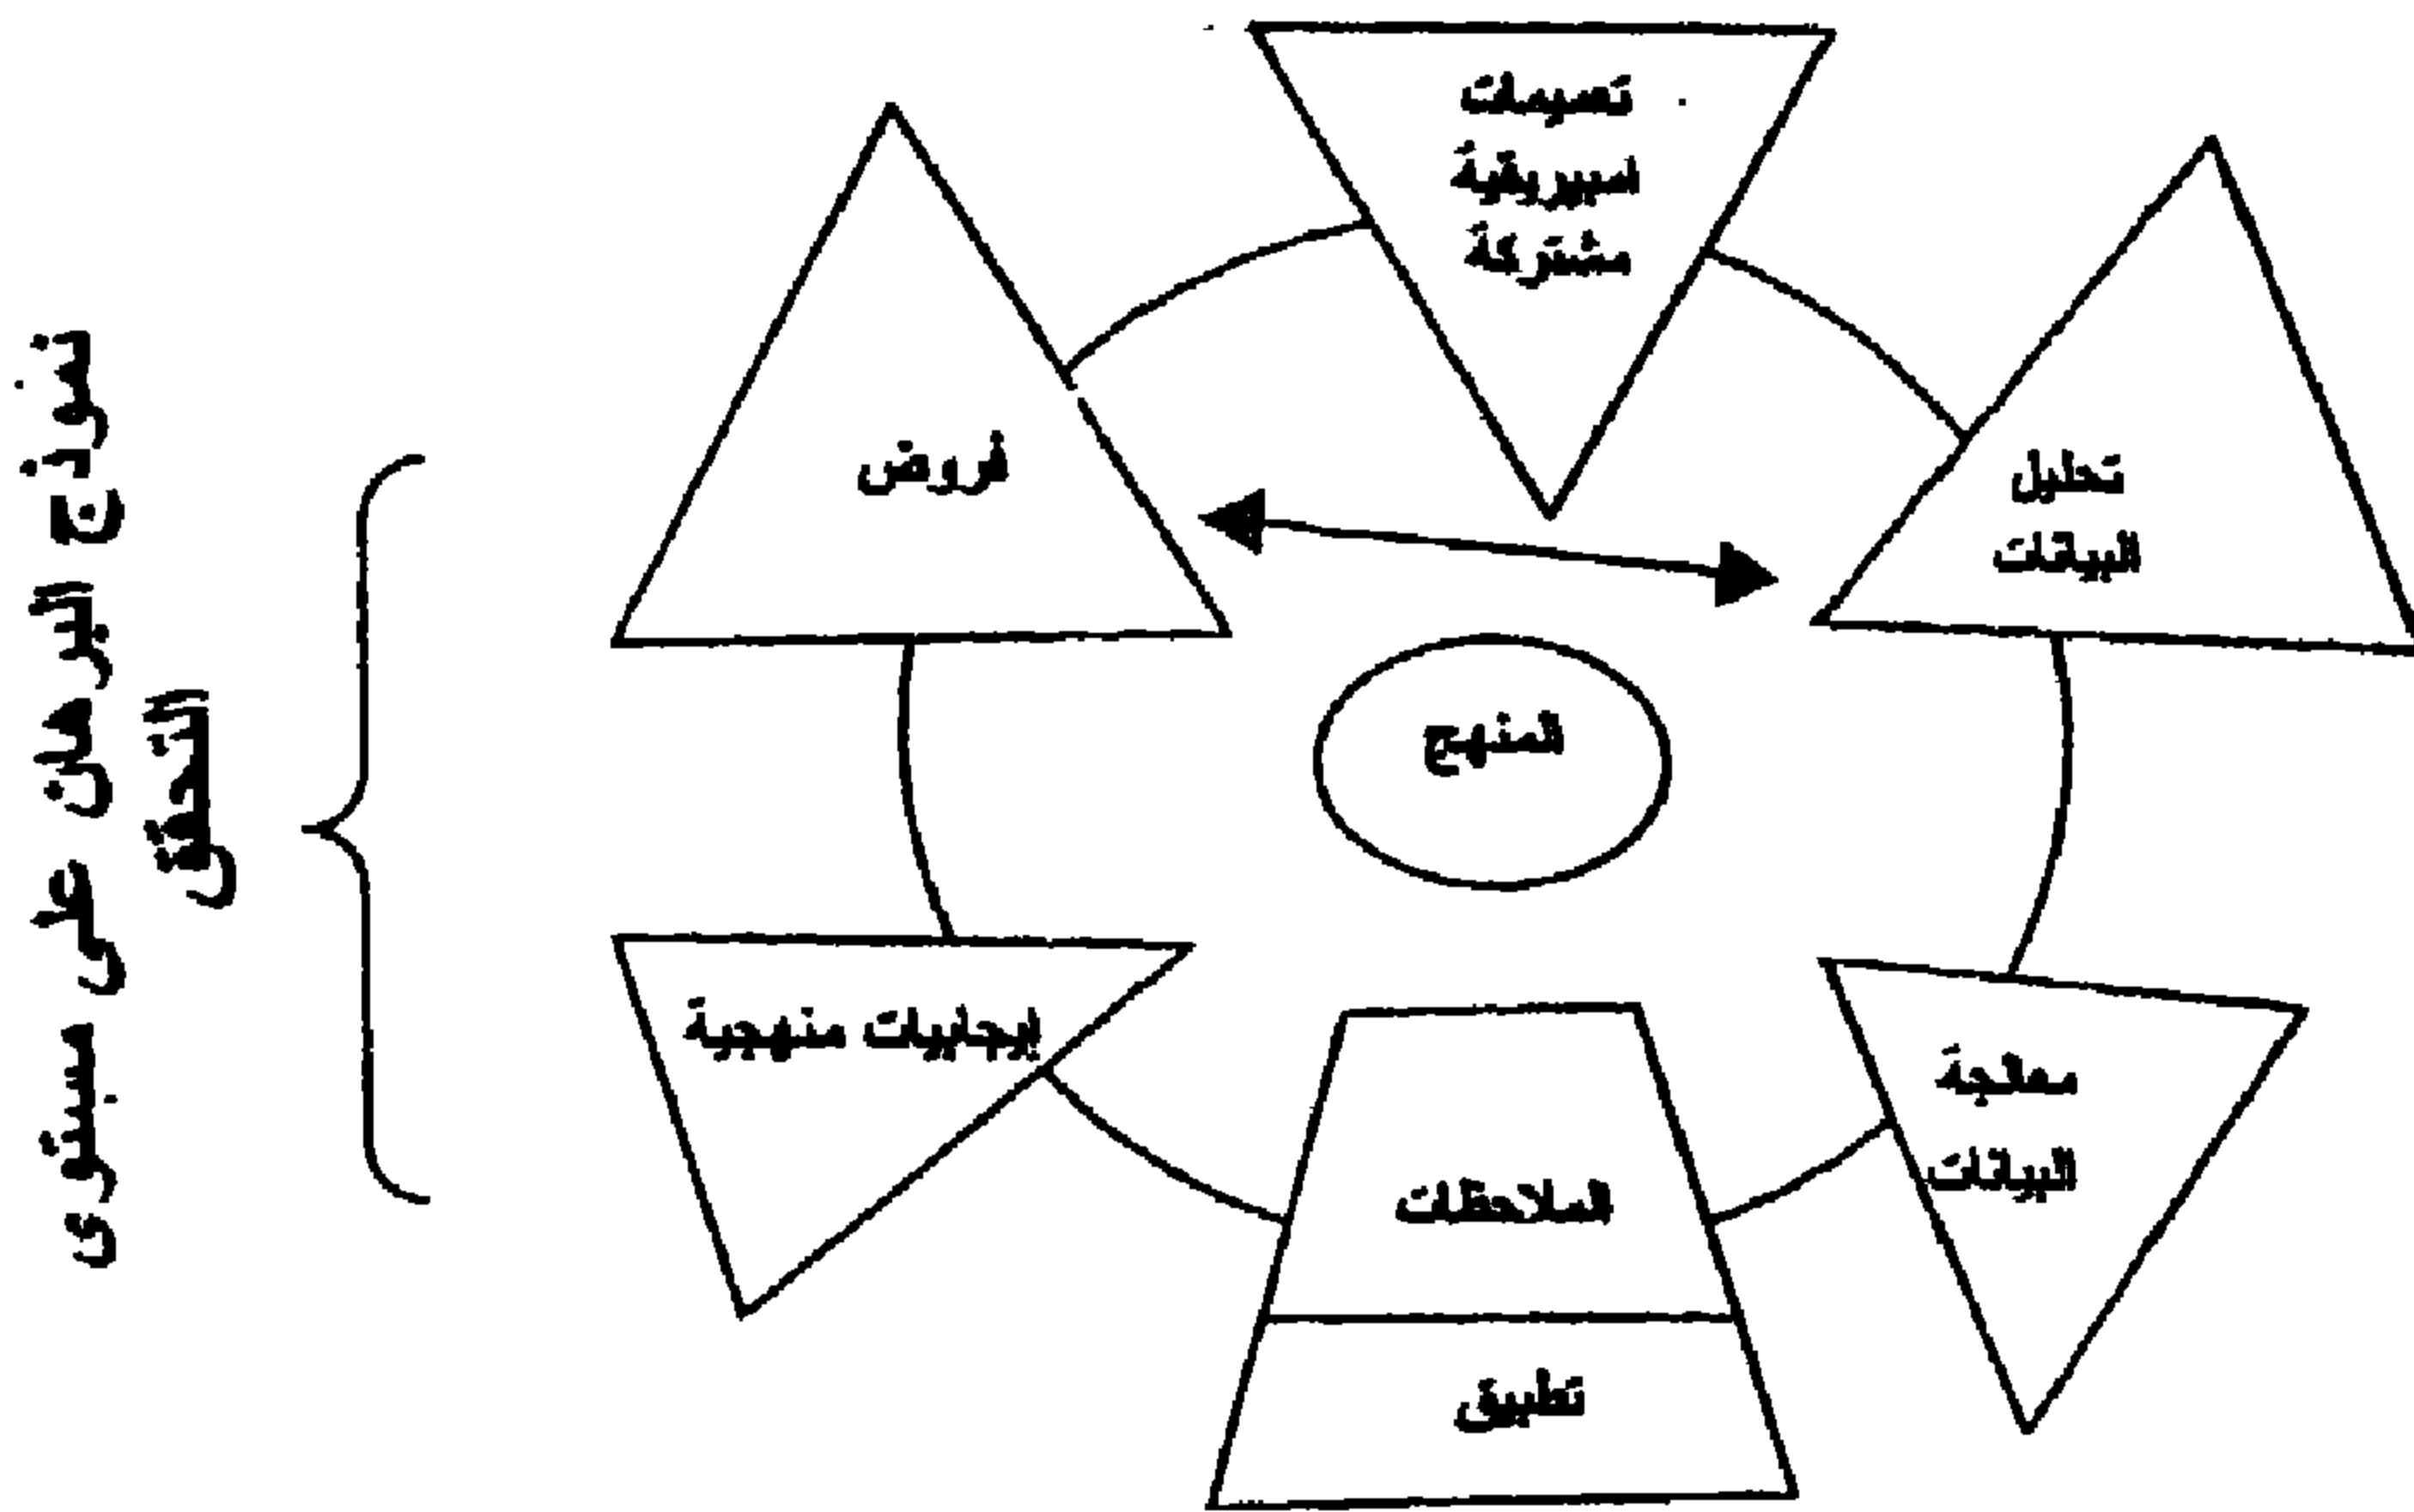 تعميمات
امبيريقية
مشتركة
فروض
تحليل
البيانات
المنهج
إيجابيات منهجية
معالجة
البيانات
الملاحظات
تطبيق
نموذج البرهان على مستوى
التحقق